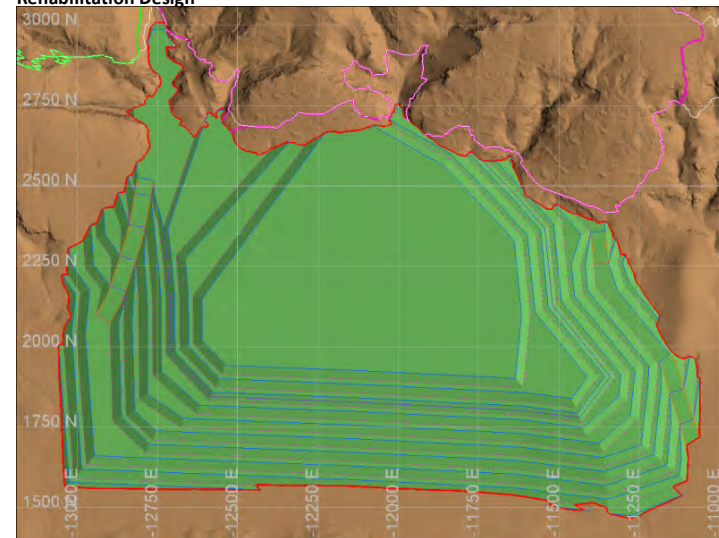 Rehabilitation Design
3000 N
2750 N
2500 N
2250 N
2000 N
1750 N
1500 N
-13000 E
-12750 E
-12500 E
-12250 E
-12000 E
-11750 E
-11500 E
-11250 E
-11000 E